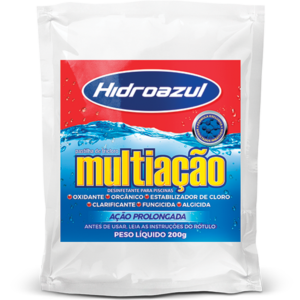 Hidroazul
multiação
DESINFETANTE PARA PISCINAS
OXIDANTE ORGÂNICO ESTABILIZADOR DE CLORO
CLARIFICANTE FUNGICIDA ALGICIDA
AÇÃO PROLONGADA
ANTES DE USAR, LEIA AS INSTRUÇÕES DO RÓTULO
PESO LÍQUIDO 200g